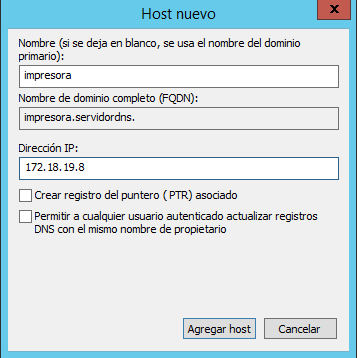 Host nuevo
x
Nombre (si se deja en blanco, se usa el nombre del dominio
primario):
impresora
Nombre de dominio completo (FQDN):
impresora.servidordns.
Dirección IP:
172.18.19.8
Crear registro del puntero (PTR) asociado
Permitir a cualquier usuario autenticado actualizar registros
DNS con el mismo nombre de propietario
Agregar host
Cancelar